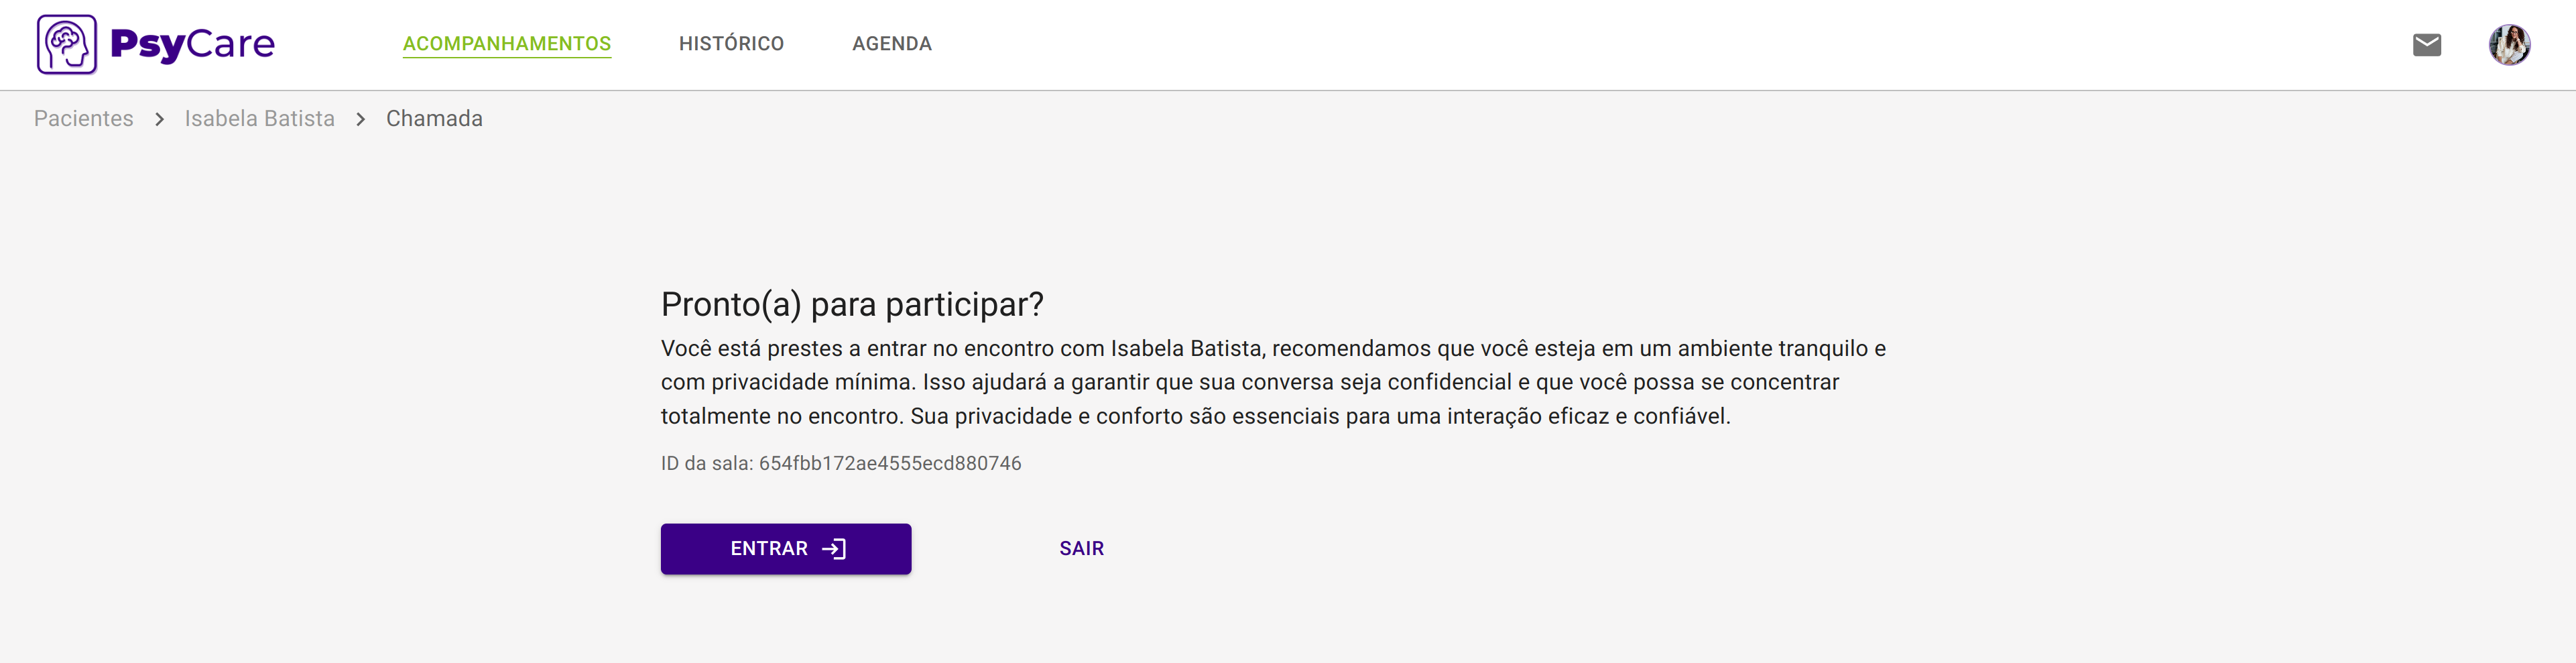 PsyCare
ACOMPANHAMENTOS
HISTÓRICO
AGENDA
Pacientes > Isabela Batista > Chamada
Pronto(a) para participar?
Você está prestes a entrar no encontro com Isabela Batista, recomendamos que você esteja em um ambiente tranquilo e
com privacidade mínima. Isso ajudará a garantir que sua conversa seja confidencial e que você possa se concentrar
totalmente no encontro. Sua privacidade e conforto são essenciais para uma interação eficaz e confiável.
ID da sala: 654fbb172ae4555ecd880746
ENTRAR
SAIR